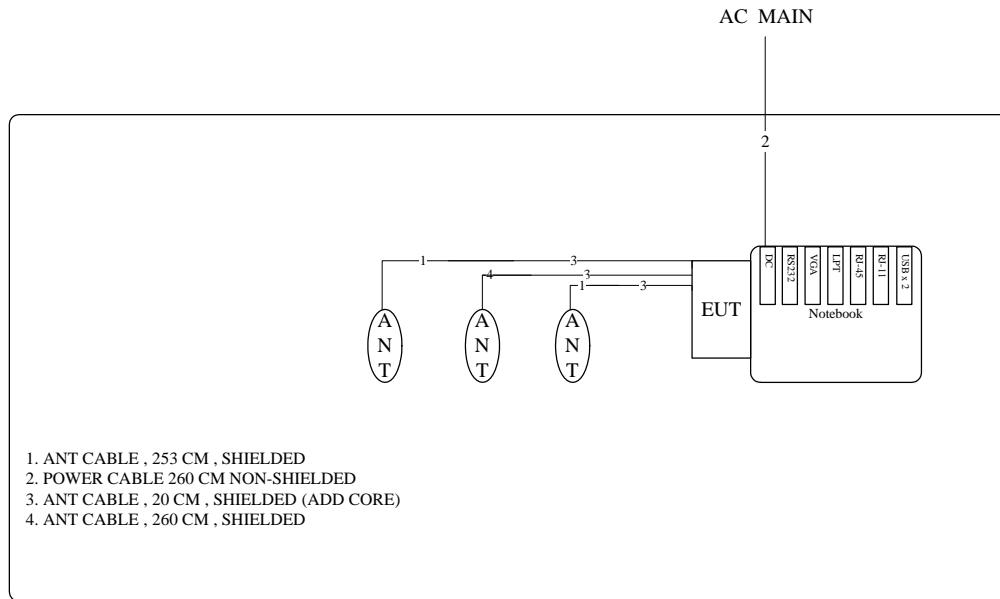 AC MAIN
2
1 3
4 3
1 3
DC
RS232
VGA
LPT
RJ-45
RJ-11
USB x 2
EUT
Notebook
A
N
T
A
N
T
A
N
T
1. ANT CABLE , 253 CM , SHIELDED
2. POWER CABLE 260 CM NON-SHIELDED
3. ANT CABLE , 20 CM , SHIELDED (ADD CORE)
4. ANT CABLE , 260 CM , SHIELDED